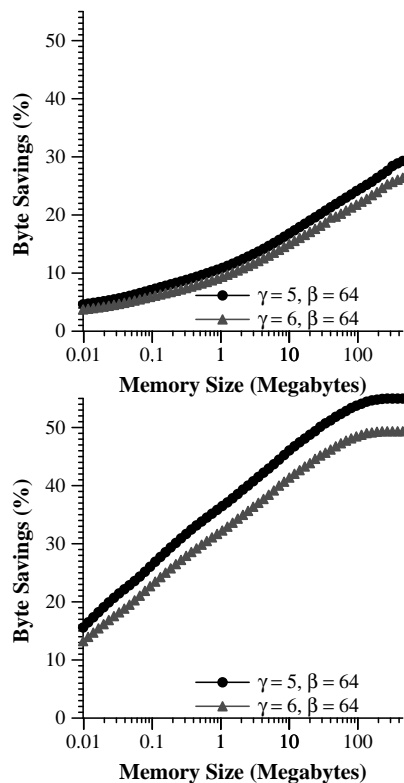 50
40
30
20
10
0
Byte Savings (%)
γ = 5, β = 64
γ = 6, β = 64
0.01 0.1 1 10 100
Memory Size (Megabytes)
50
40
30
20
10
0
Byte Savings (%)
γ = 5, β = 64
γ = 6, β = 64
0.01 0.1 1 10 100
Memory Size (Megabytes)